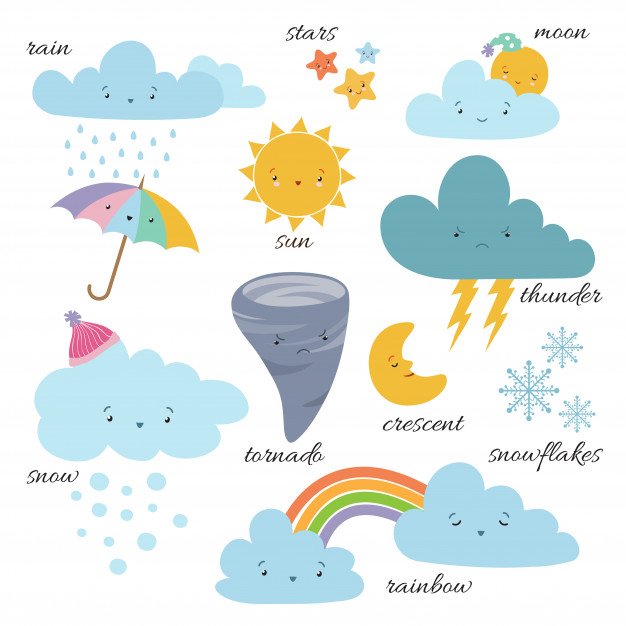 rain
stars
moon
sun
thunder
crescent
tornado
snowflakes
snow
rainbow